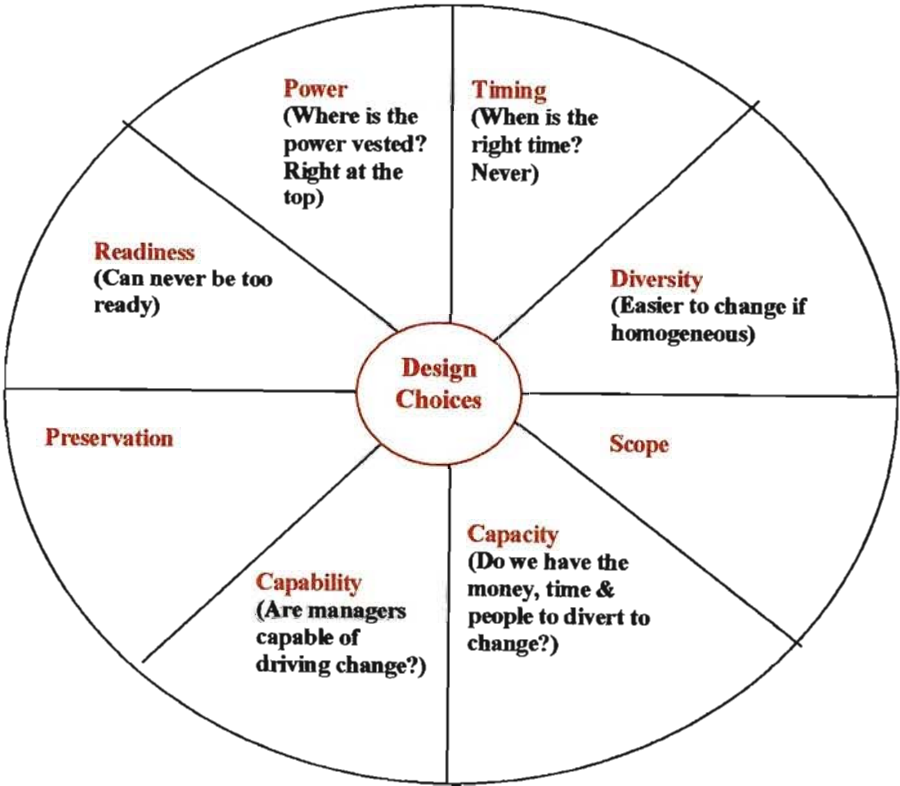 Power
(Where is the
power vested?
Right at the
top)
Timing
(When is the
right time?
Never)
Diversity
(Easier to change if
homogeneous)
Scope
Capacity
(Do we have the
money, time &
people to divert to
change?)
Capability
(Are managers
capable of
driving change?)
Preservation
Readiness
(Can never be too
ready)
Design
Choices